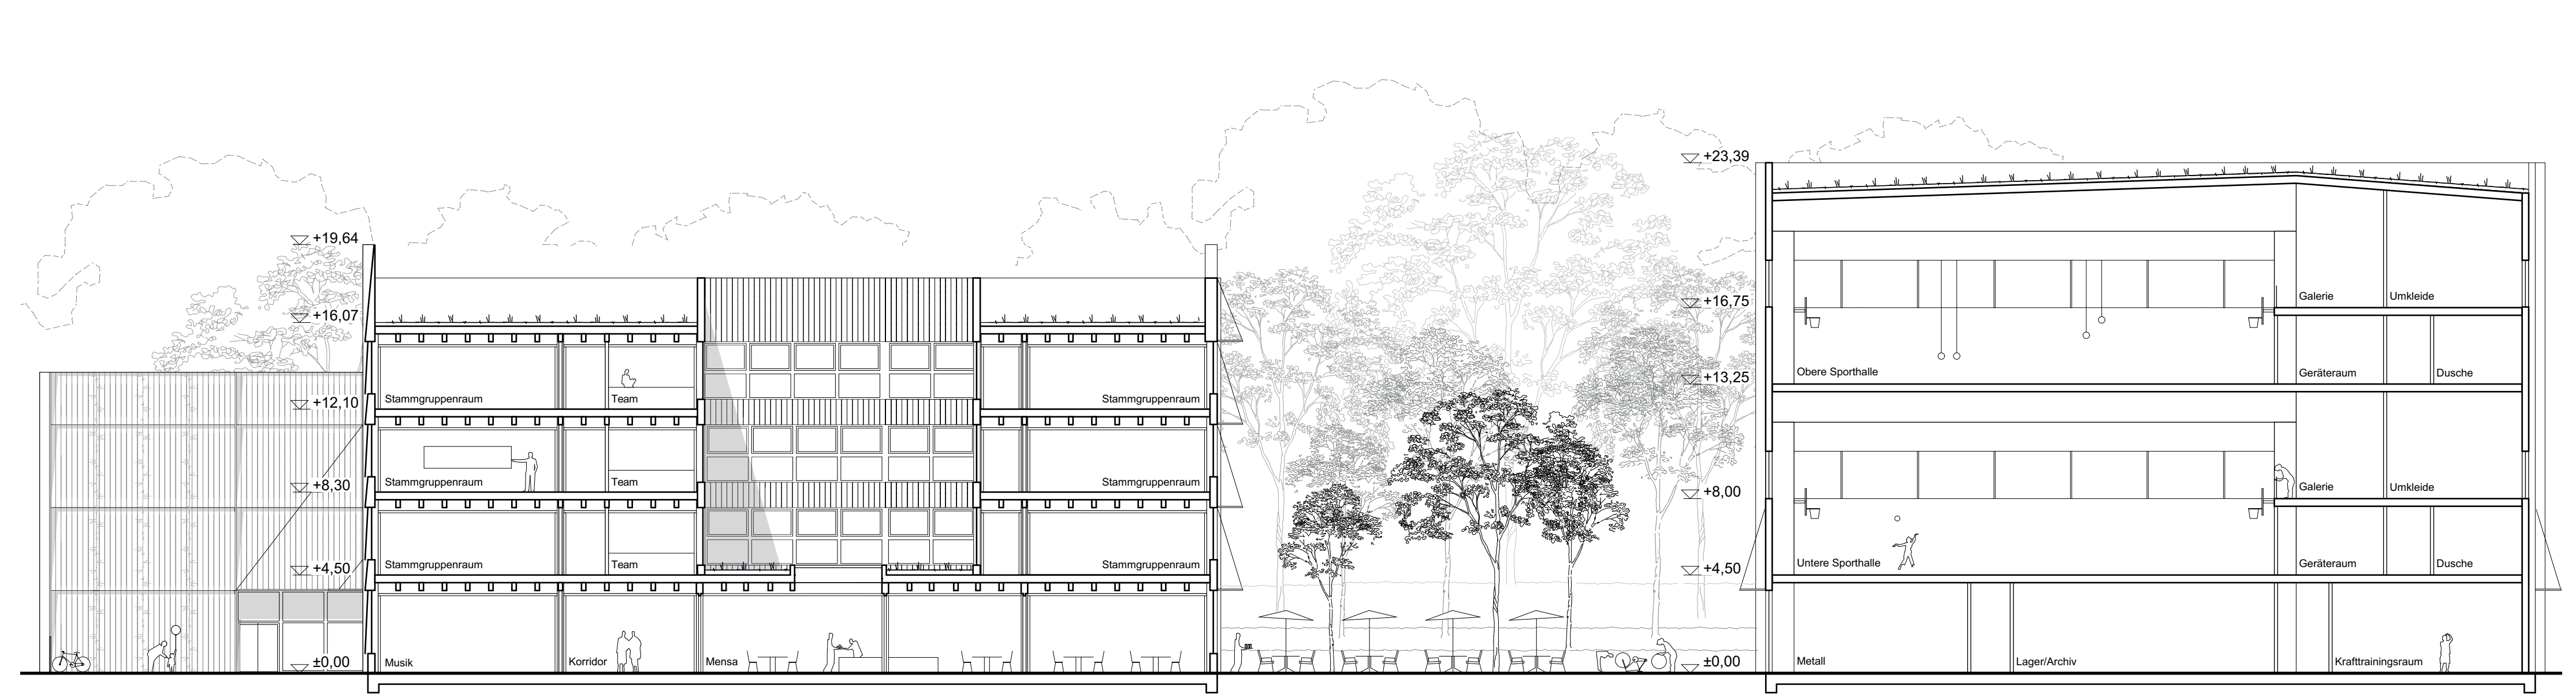 +23,39
+19,64
+16,07
+16,75
Galerie
Umkleide
Obere Sporthalle
Geräteraum
Dusche
+13,25
+12,10
Stammgruppenraum
Team
Stammgruppenraum
+8,30
Stammgruppenraum
Team
Stammgruppenraum
+8,00
Galerie
Umkleide
+4,50
Stammgruppenraum
Team
Stammgruppenraum
+4,50
Untere Sporthalle
Geräteraum
Dusche
±0,00
Musik
Korridor
Mensa
±0,00
Metall
Lager/Archiv
Krafttrainingsraum